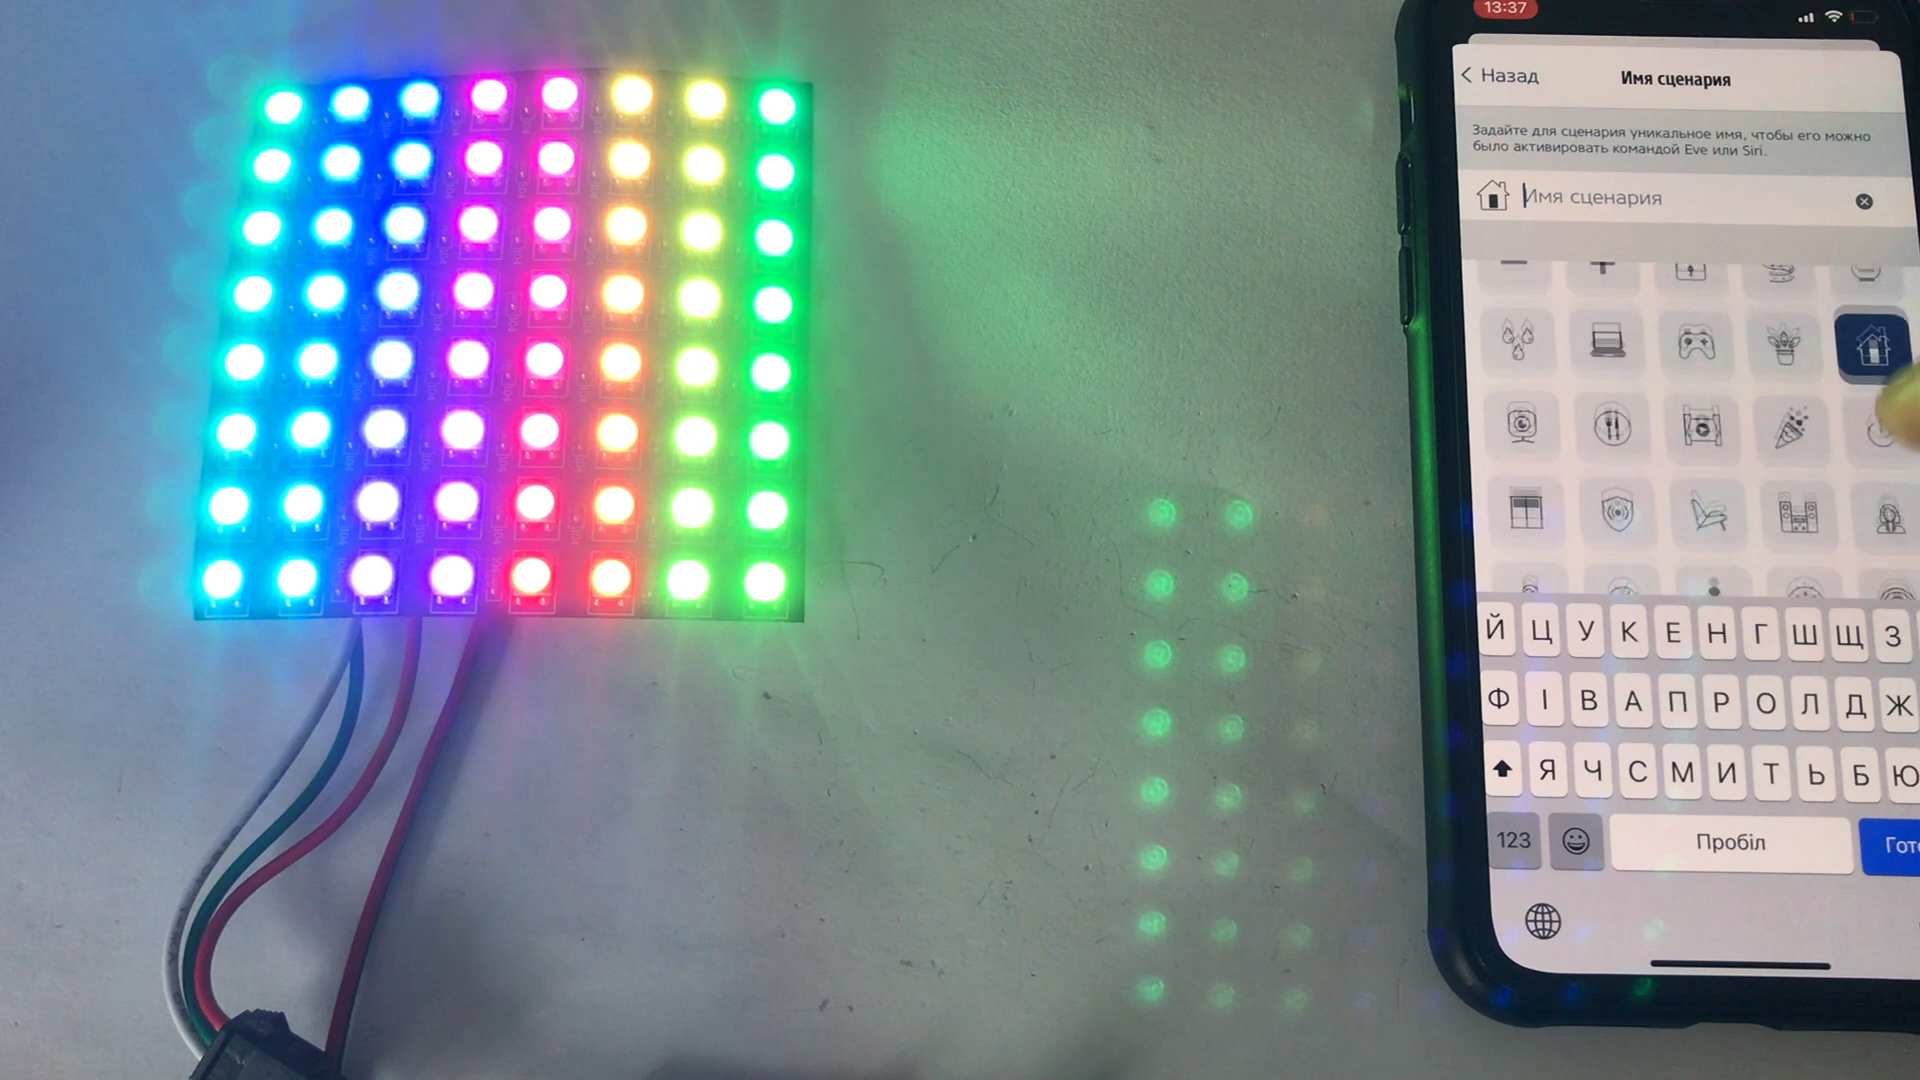 13:37
Назад
Имя сценария
Задайте для сценария уникальное имя, чтобы его можно
было активировать командой Eve или Siri.
Имя сценария
Й Ц У К Е Н Г Ш Щ З
Ф І В А П Р О Л Д Ж
Я Ч С М И Т Ь Б Ю
123
Пробіл
Гото